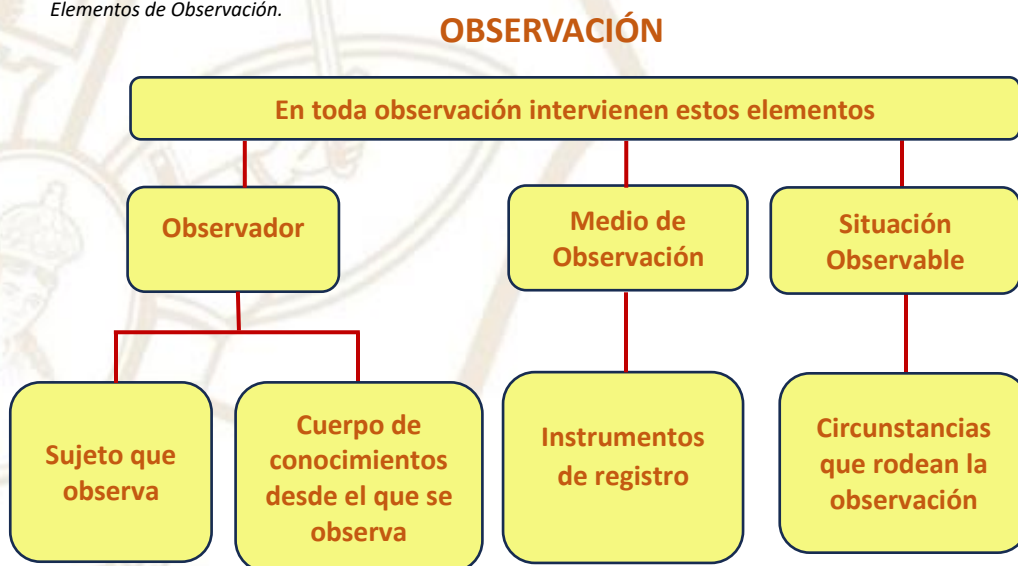 Elementos de Observación.
OBSERVACIÓN
En toda observación intervienen estos elementos
Observador
Medio de
Observación
Situación
Observable
Sujeto que
observa
Cuerpo de
conocimientos
desde el que se
observa
Instrumentos
de registro
Circunstancias
que rodean la
observación